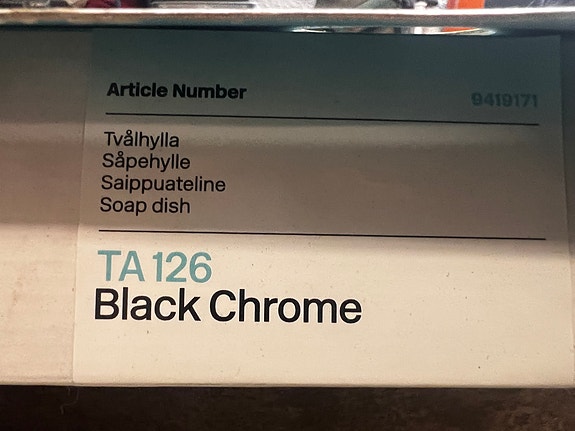 Article Number 9419171
Tvålhylla
Såpehylle
Saippuateline
Soap dish
TA 126
Black Chrome